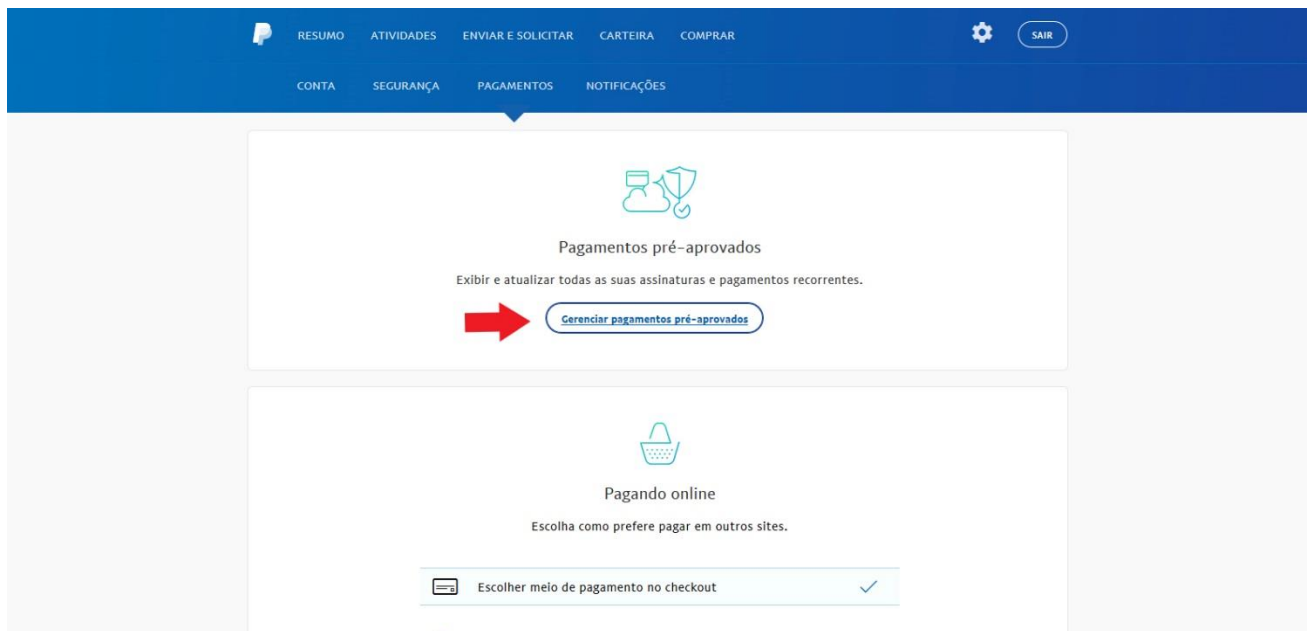 RESUMO ATIVIDADES ENVIAR E SOLICITAR CARTEIRA COMPRAR SAIR
CONTA SEGURANÇA PAGAMENTOS NOTIFICAÇÕES
Pagamentos pré-aprovados
Exibir e atualizar todas as suas assinaturas e pagamentos recorrentes.
Gerenciar pagamentos pré-aprovados
Pagando online
Escolha como prefere pagar em outros sites.
Escolher meio de pagamento no checkout